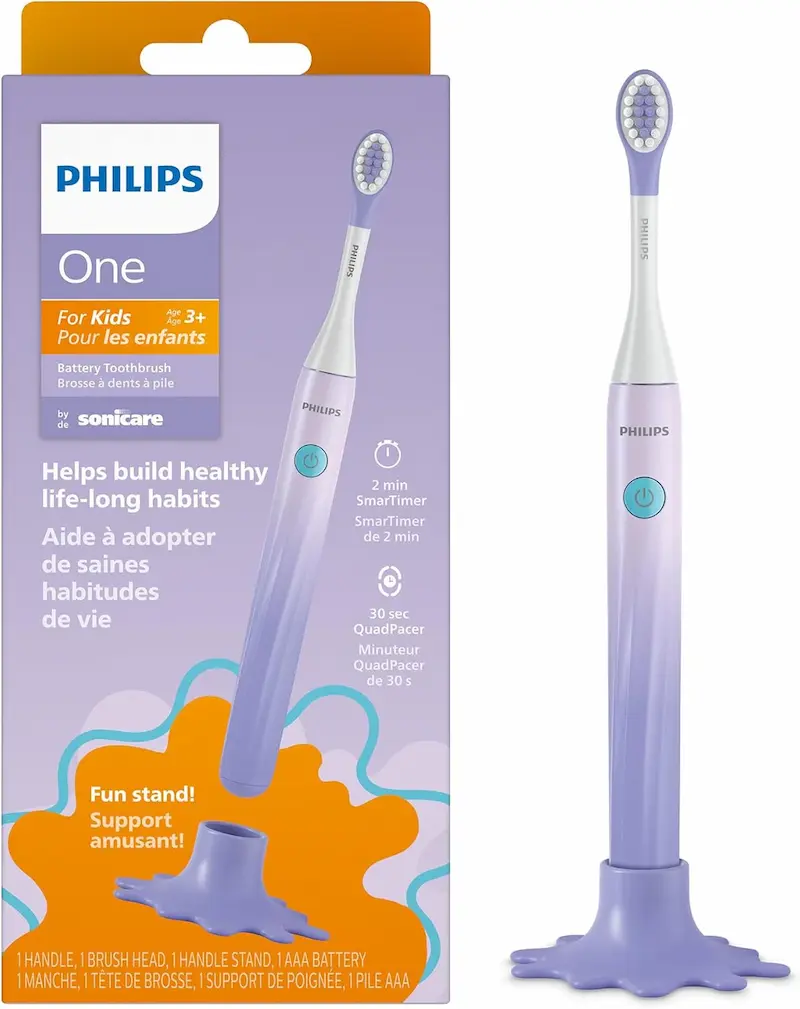 PHILIPS
One
For Kids Age 3+
Pour les enfants Âge
Battery Toothbrush
Brosse à dents à pile
by
de sonicare
Helps build healthy
life-long habits
Aide à adopter
de saines
habitudes
de vie
PHILIPS
PHILIPS
2 min
SmarTimer
SmarTimer
de 2 min
30 sec
QuadPacer
Minuteur
QuadPacer
de 30 s
Fun stand!
Support
amusant!
1 HANDLE, 1 BRUSH HEAD, 1 HANDLE STAND, 1 AAA BATTERY
1 MANCHE, 1 TÊTE DE BROSSE, 1 SUPPORT DE POIGNÉE, 1 PILE AAA
PHILIPS
PHILIPS